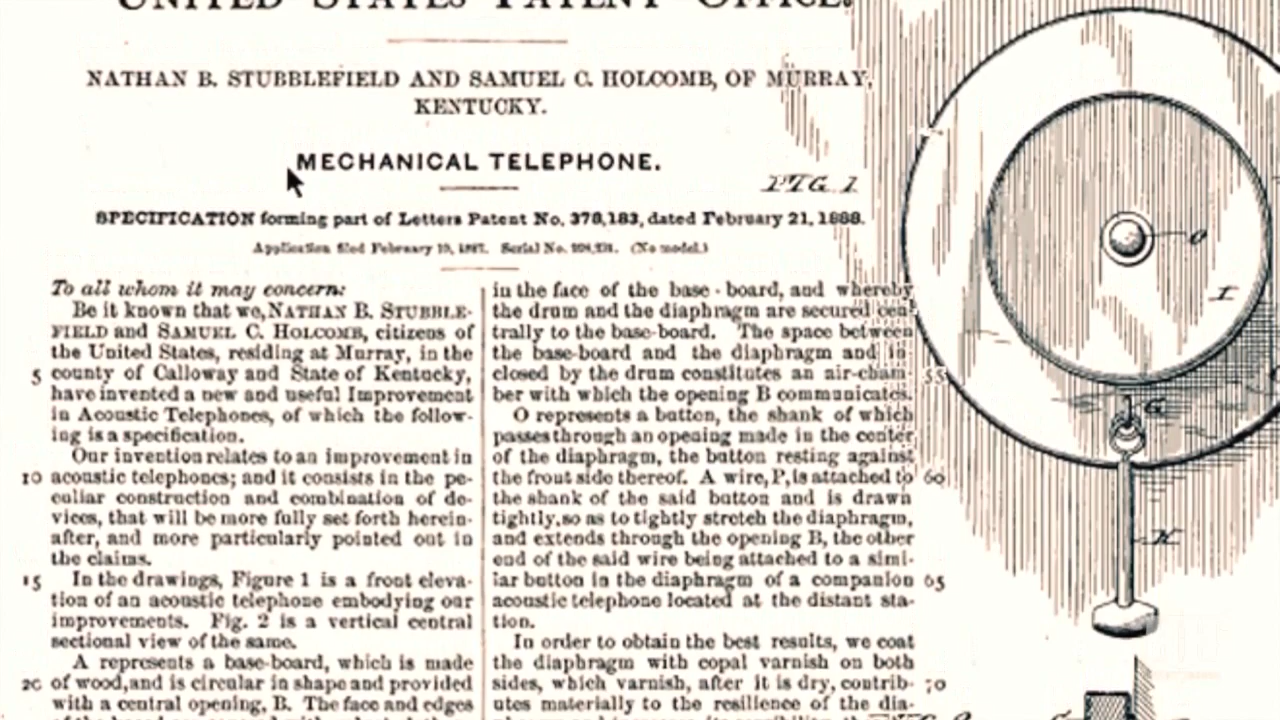 UNITED STATES PATENT OFFICE.
NATHAN B. STUBBLEFIELD AND SAMUEL C. HOLCOMB, OF MURRAY,
KENTUCKY.
MECHANICAL TELEPHONE.
FIG 1
SPECIFICATION forming part of Letters Patent No. 378,183, dated February 21, 1888.
Application filed February 19, 1887. Serial No. (No model.)
To all whom it may concern:
Be it known that we, NATHAN B. STUBBLE-
FIELD and SAMUEL C. HOLCOMB, citizens of
the United States, residing at Murray, in the
5 county of Calloway and State of Kentucky,
have invented a new and useful Improvement
in Acoustic Telephones, of which the follow-
ing is a specification.
Our invention relates to an improvement in
10 acoustic telephones; and it consists in the pe-
culiar construction and combination of de-
vices, that will be more fully set forth herein-
after, and more particularly pointed out in
the claims.
15 In the drawings, Figure 1 is a front eleva-
tion of an acoustic telephone embodying our
improvements. Fig. 2 is a vertical central
sectional view of the same.
A represents a base-board, which is made
20 of wood, and is circular in shape and provided
with a central opening, B. The face and edges
in the face of the base-board, and whereby
the drum and the diaphragm are secured cen-
trally to the base-board. The space between
the base-board and the diaphragm and in-
closed by the drum constitutes an air-cham- 55
ber with which the opening B communicates.
O represents a button, the shank of which
passes through an opening made in the center
of the diaphragm, the button resting against
the front side thereof. A wire, P, is attached to 60
the shank of the said button and is drawn
tightly, so as to tightly stretch the diaphragm,
and extends through the opening B, the other
end of the said wire being attached to a simi-
lar button in the diaphragm of a companion 65
acoustic telephone located at the distant sta-
tion.
In order to obtain the best results, we coat
the diaphragm with copal varnish on both
sides, which varnish, after it is dry, contrib- 70
utes materially to the resilience of the dia-
O
I
G
K